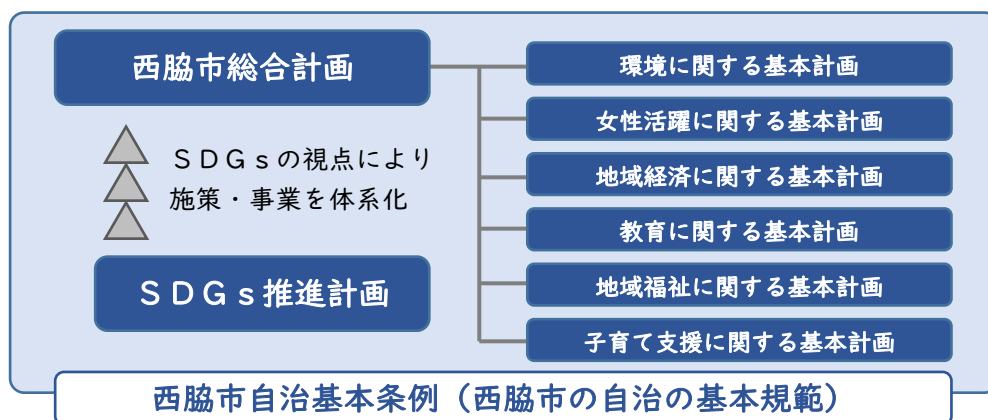 西脇市総合計画
ＳＤＧｓの視点により
施策・事業を体系化
ＳＤＧｓ推進計画
環境に関する基本計画
女性活躍に関する基本計画
地域経済に関する基本計画
教育に関する基本計画
地域福祉に関する基本計画
子育て支援に関する基本計画
西脇市自治基本条例（西脇市の自治の基本規範）